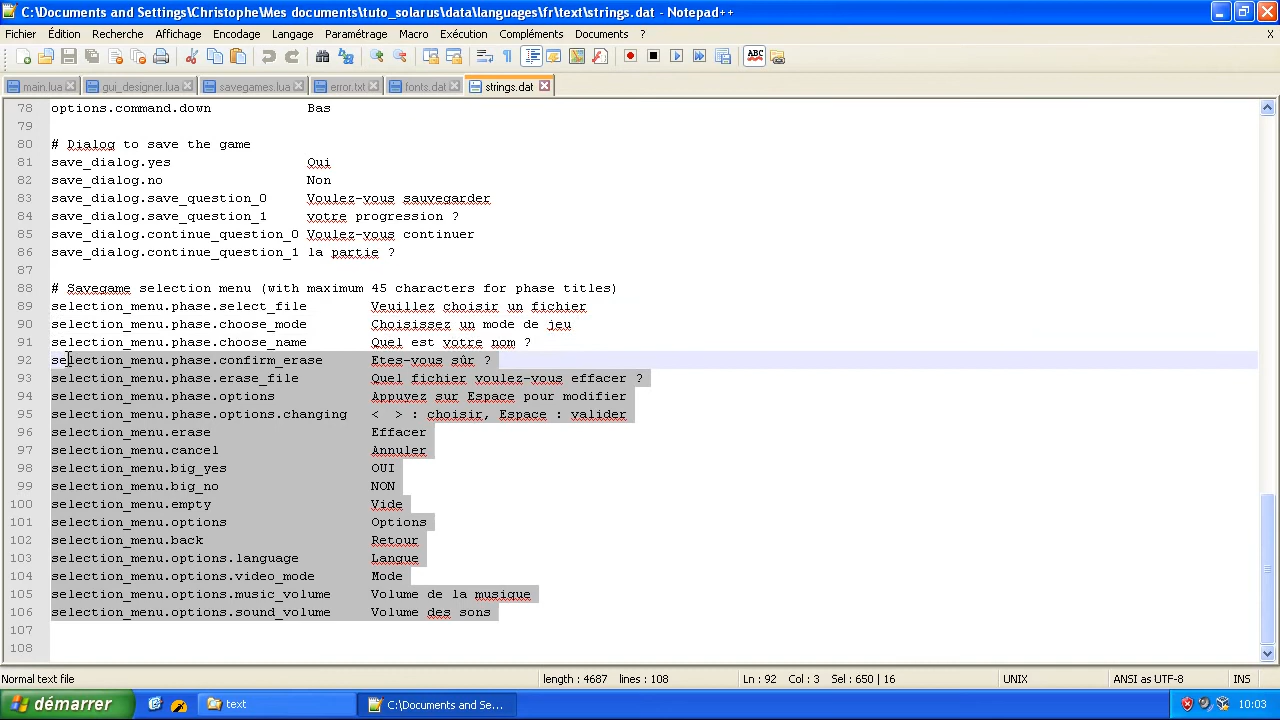 C:\Documents and Settings\Christophe\Mes documents\tuto_solarus\data\languages\fr\text\strings.dat - Notepad++
Fichier Édition Recherche Affichage Encodage Langage Paramétrage Macro Exécution Compléments Documents ? X
ABC
main.lua gui_designer.lua savegames.lua error.txt fonts.dat strings.dat
78 options.command.down Bas
79
80 # Dialog to save the game
81 save_dialog.yes Oui
82 save_dialog.no Non
83 save_dialog.save_question_0 Voulez-vous sauvegarder
84 save_dialog.save_question_1 votre progression ?
85 save_dialog.continue_question_0 Voulez-vous continuer
86 save_dialog.continue_question_1 la partie ?
87
88 # Savegame selection menu (with maximum 45 characters for phase titles)
89 selection_menu.phase.select_file Veuillez choisir un fichier
90 selection_menu.phase.choose_mode Choisissez un mode de jeu
91 selection_menu.phase.choose_name Quel est votre nom ?
92 selection_menu.phase.confirm_erase Etes-vous sûr ?
93 selection_menu.phase.erase_file Quel fichier voulez-vous effacer ?
94 selection_menu.phase.options Appuyez sur Espace pour modifier
95 selection_menu.phase.options.changing < > : choisir, Espace : valider
96 selection_menu.erase Effacer
97 selection_menu.cancel Annuler
98 selection_menu.big_yes OUI
99 selection_menu.big_no NON
100 selection_menu.empty Vide
101 selection_menu.options Options
102 selection_menu.back Retour
103 selection_menu.options.language Langue
104 selection_menu.options.video_mode Mode
105 selection_menu.options.music_volume Volume de la musique
106 selection_menu.options.sound_volume Volume des sons
107
108
Normal text file length : 4687 lines : 108 Ln : 92 Col : 3 Sel : 650 | 16 UNIX ANSI as UTF-8 INS
démarrer text C:\Documents and Se... 10:03